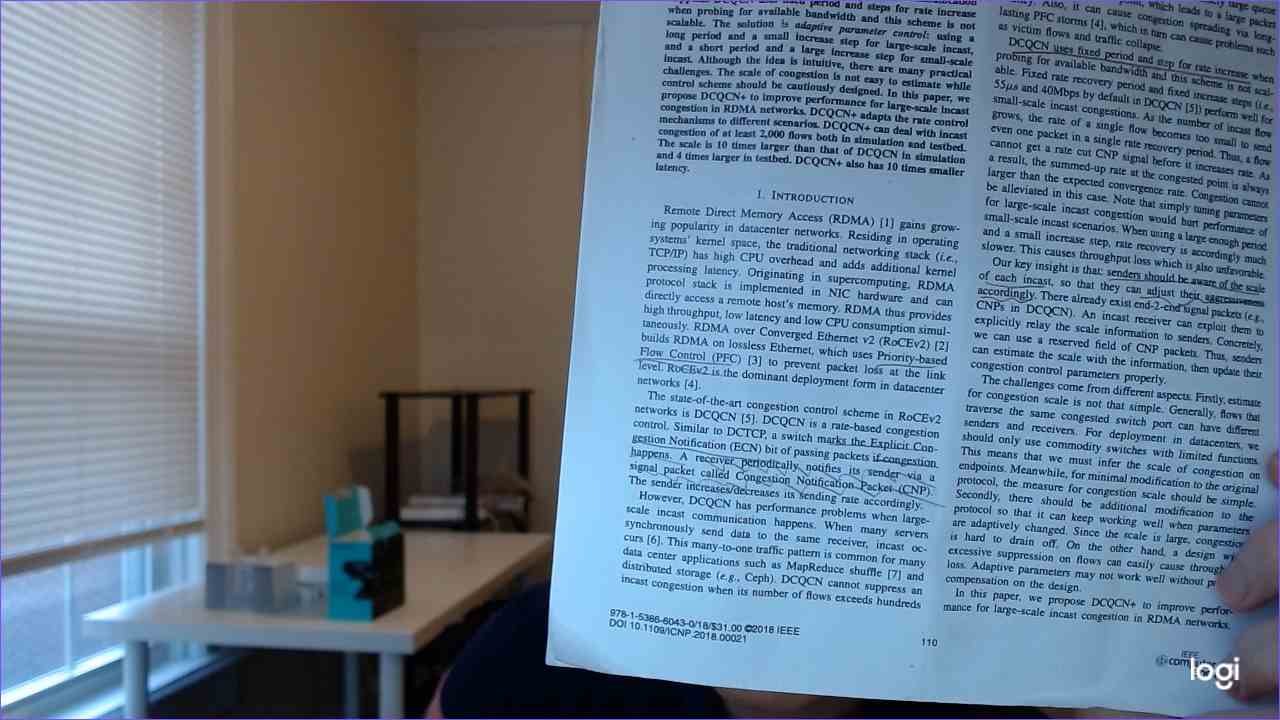 period and steps for rate increase
when probing for available bandwidth and this scheme is not
scalable. The solution is adaptive parameter control: using a
long period and a small increase step for large-scale incast,
and a short period and a large increase step for small-scale
incast. Although the idea is intuitive, there are many practical
challenges. The scale of congestion is not easy to estimate while
control scheme should be cautiously designed. In this paper, we
propose DCQCN+ to improve performance for large-scale incast
congestion in RDMA networks. DCQCN+ adapts the rate control
mechanisms to different scenarios. DCQCN+ can deal with incast
congestion of at least 2,000 flows both in simulation and testbed.
The scale is 10 times larger than that of DCQCN in simulation
and 4 times larger in testbed. DCQCN+ also has 10 times smaller
latency.
I. INTRODUCTION
Remote Direct Memory Access (RDMA) [1] gains grow-
ing popularity in datacenter networks. Residing in operating
systems' kernel space, the traditional networking stack (i.e.,
TCP/IP) has high CPU overhead and adds additional kernel
processing latency. Originating in supercomputing, RDMA
protocol stack is implemented in NIC hardware and can
directly access a remote host's memory. RDMA thus provides
high throughput, low latency and low CPU consumption simul-
taneously. RDMA over Converged Ethernet v2 (RoCEv2) [2]
builds RDMA on lossless Ethernet, which uses Priority-based
Flow Control (PFC) [3] to prevent packet loss at the link
level. RoCEv2 is the dominant deployment form in datacenter
networks [4].
The state-of-the-art congestion control scheme in RoCEv2
networks is DCQCN [5]. DCQCN is a rate-based congestion
control. Similar to DCTCP, a switch marks the Explicit Con-
gestion Notification (ECN) bit of passing packets if congestion
happens. A receiver periodically notifies its sender via a
signal packet called Congestion Notification Packet (CNP).
The sender increases/decreases its sending rate accordingly.
However, DCQCN has performance problems when large-
scale incast communication happens. When many servers
synchronously send data to the same receiver, incast oc-
curs [6]. This many-to-one traffic pattern is common for many
data center applications such as MapReduce shuffle [7] and
distributed storage (e.g., Ceph). DCQCN cannot suppress an
incast congestion when its number of flows exceeds hundreds
978-1-5386-6043-0/18/$31.00 ©2018 IEEE
DOI 10.1109/ICNP.2018.00021
110
which leads to a large packet
Also, it can cause congestion spreading via long-
lasting PFC storms [4], which in turn can cause problems such
as victim flows and traffic collapse.
DCQCN uses fixed period and step for rate increase when
probing for available bandwidth and this scheme is not scal-
able. Fixed rate recovery period and fixed increase steps (i.e.,
55µs and 40Mbps by default in DCQCN [5]) perform well for
small-scale incast congestions. As the number of incast flow
grows, the rate of a single flow becomes too small to send
even one packet in a single rate recovery period. Thus, a flow
cannot get a rate cut CNP signal before it increases rate. As
a result, the summed-up rate at the congested point is always
larger than the expected convergence rate. Congestion cannot
be alleviated in this case. Note that simply tuning parameters
for large-scale incast congestion would hurt performance of
small-scale incast scenarios. When using a large enough period
and a small increase step, rate recovery is accordingly much
slower. This causes throughput loss which is also unfavorable.
Our key insight is that: senders should be aware of the scale
of each incast, so that they can adjust their aggressiveness
accordingly. There already exist end-2-end signal packets (e.g.,
CNPs in DCQCN). An incast receiver can exploit them to
explicitly relay the scale information to senders. Concretely,
we can use a reserved field of CNP packets. Thus, senders
can estimate the scale with the information, then update their
congestion control parameters properly.
The challenges come from different aspects. Firstly, estimate
for congestion scale is not that simple. Generally, flows that
traverse the same congested switch port can have different
senders and receivers. For deployment in datacenters, we
should only use commodity switches with limited functions.
This means that we must infer the scale of congestion on
endpoints. Meanwhile, for minimal modification to the original
protocol, the measure for congestion scale should be simple.
Secondly, there should be additional modification to the
protocol so that it can keep working well when parameters
are adaptively changed. Since the scale is large, congestion
is hard to drain off. On the other hand, a design
excessive suppression on flows can easily cause
loss. Adaptive parameters may not work well without
compensation on the design.
In this paper, we propose DCQCN+ to improve perfor-
mance for large-scale incast congestion in RDMA networks.
IEEE
logi